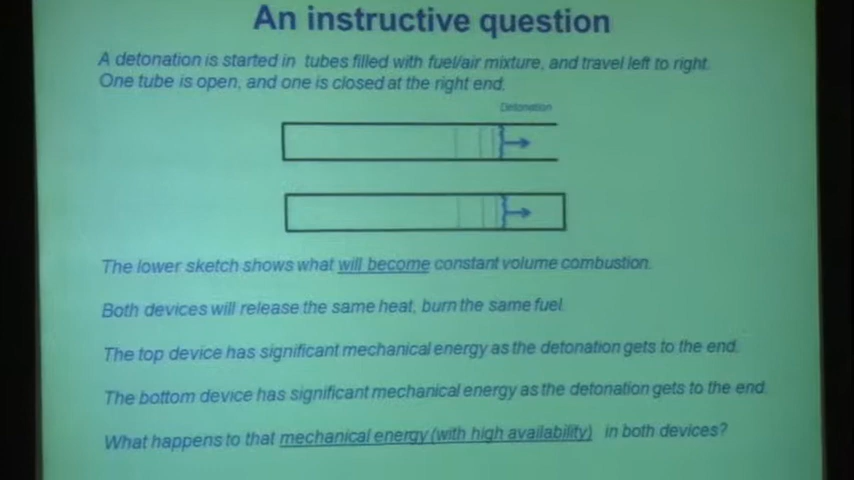 An instructive question
A detonation is started in tubes filled with fuel/air mixture, and travel left to right.
One tube is open, and one is closed at the right end.
Detonation
The lower sketch shows what will become constant volume combustion.
Both devices will release the same heat, burn the same fuel.
The top device has significant mechanical energy as the detonation gets to the end.
The bottom device has significant mechanical energy as the detonation gets to the end.
What happens to that mechanical energy (with high availability) in both devices?